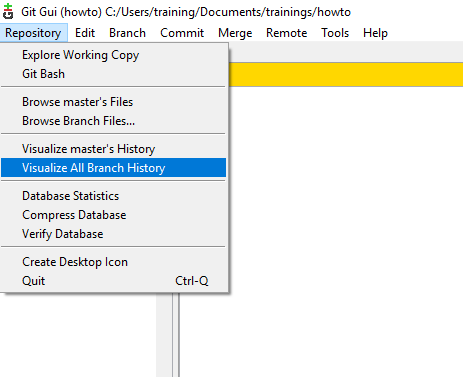 Git Gui (howto) C:/Users/training/Documents/trainings/howto
Repository Edit Branch Commit Merge Remote Tools Help
Explore Working Copy
Git Bash
Browse master's Files
Browse Branch Files...
Visualize master's History
Visualize All Branch History
Database Statistics
Compress Database
Verify Database
Create Desktop Icon
Quit Ctrl-Q